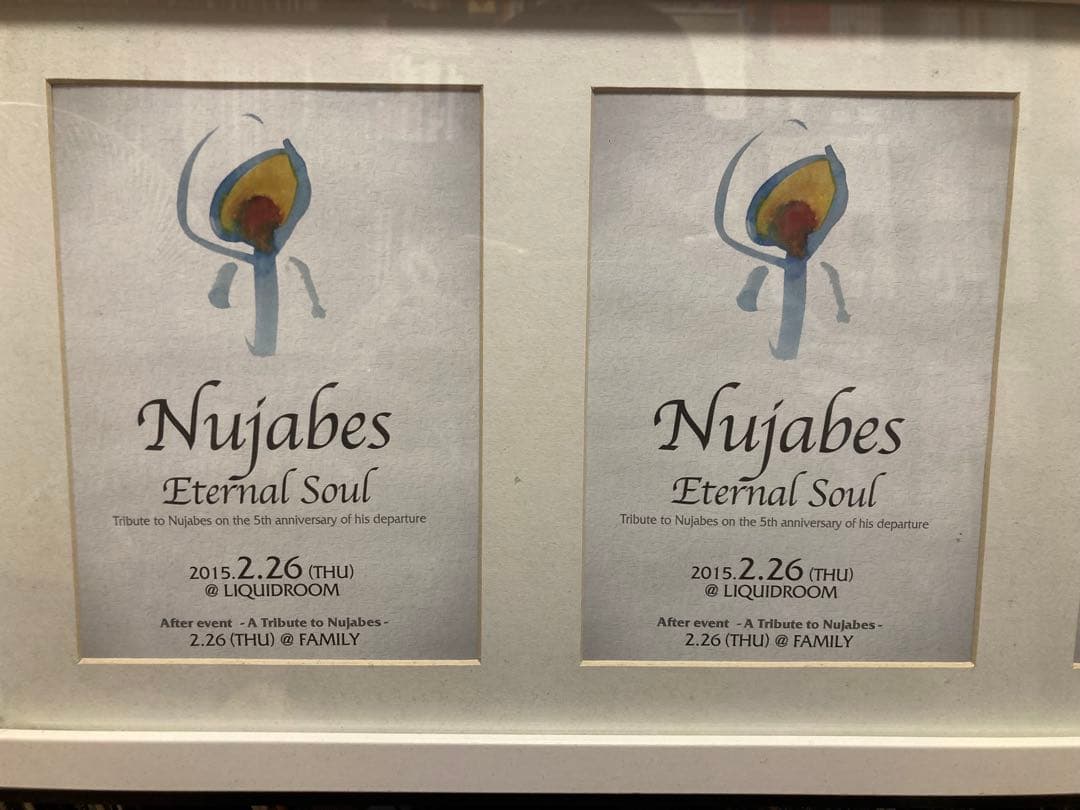 Nujabes
Eternal Soul
Tribute to Nujabes on the 5th anniversary of his departure
2015.2.26 (THU)
@ LIQUIDROOM
After event - A Tribute to Nujabes -
2.26 (THU) @ FAMILY
Nujabes
Eternal Soul
Tribute to Nujabes on the 5th anniversary of his departure
2015.2.26 (THU)
@ LIQUIDROOM
After event - A Tribute to Nujabes -
2.26 (THU) @ FAMILY